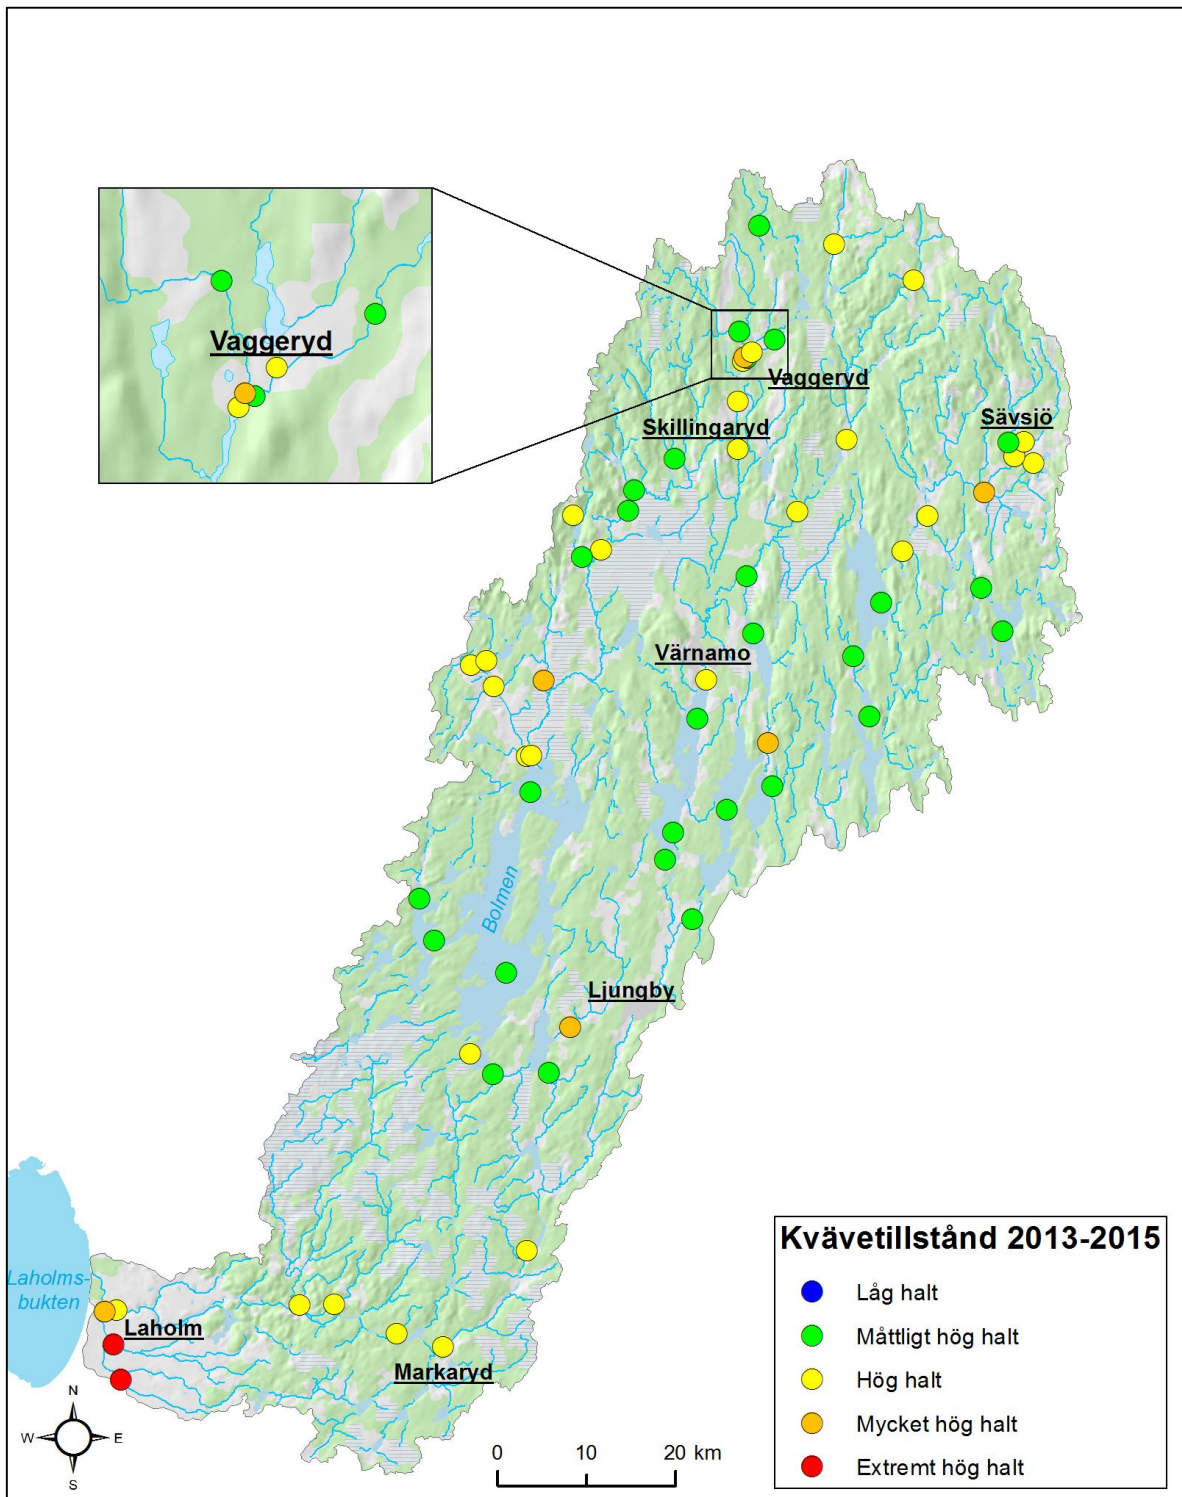 Vaggeryd
Vaggeryd
Skillingaryd
Sävsjö
Värnamo
Bolmen
Ljungby
Laholms-
bukten
Laholm
Markaryd
N
W
E
S
0 10 20 km
Kvävetillstånd 2013-2015
Låg halt
Måttligt hög halt
Hög halt
Mycket hög halt
Extremt hög halt